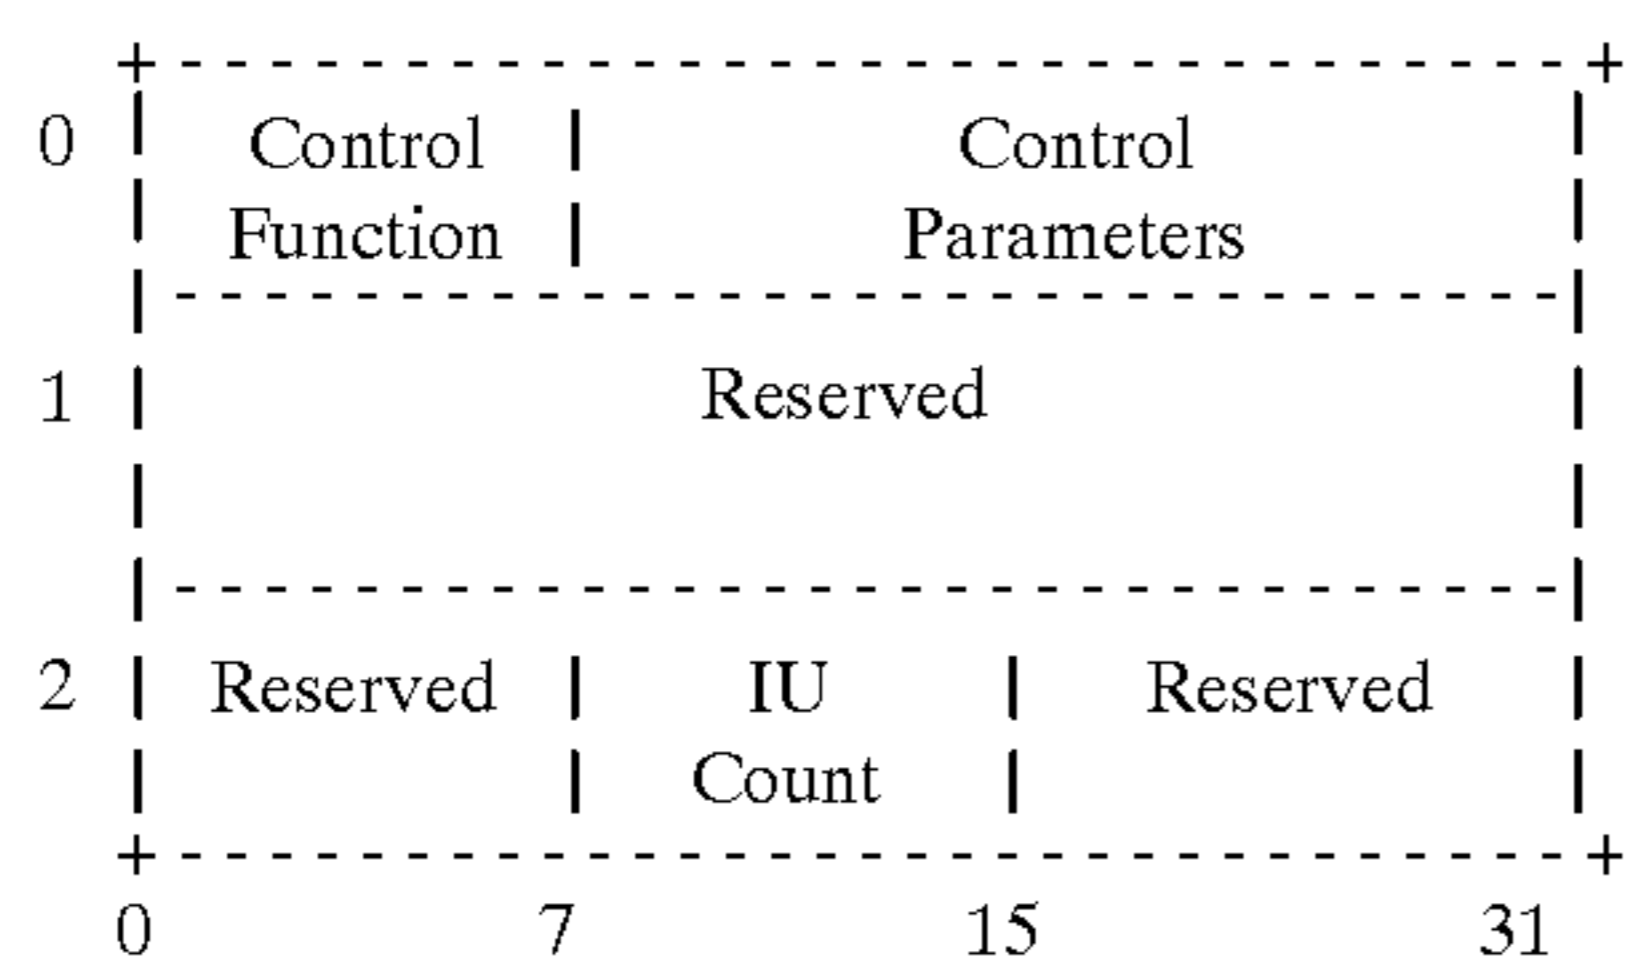 0 Control Control
Function Parameters
1 Reserved
2 Reserved IU Reserved
Count
0 7 15 31